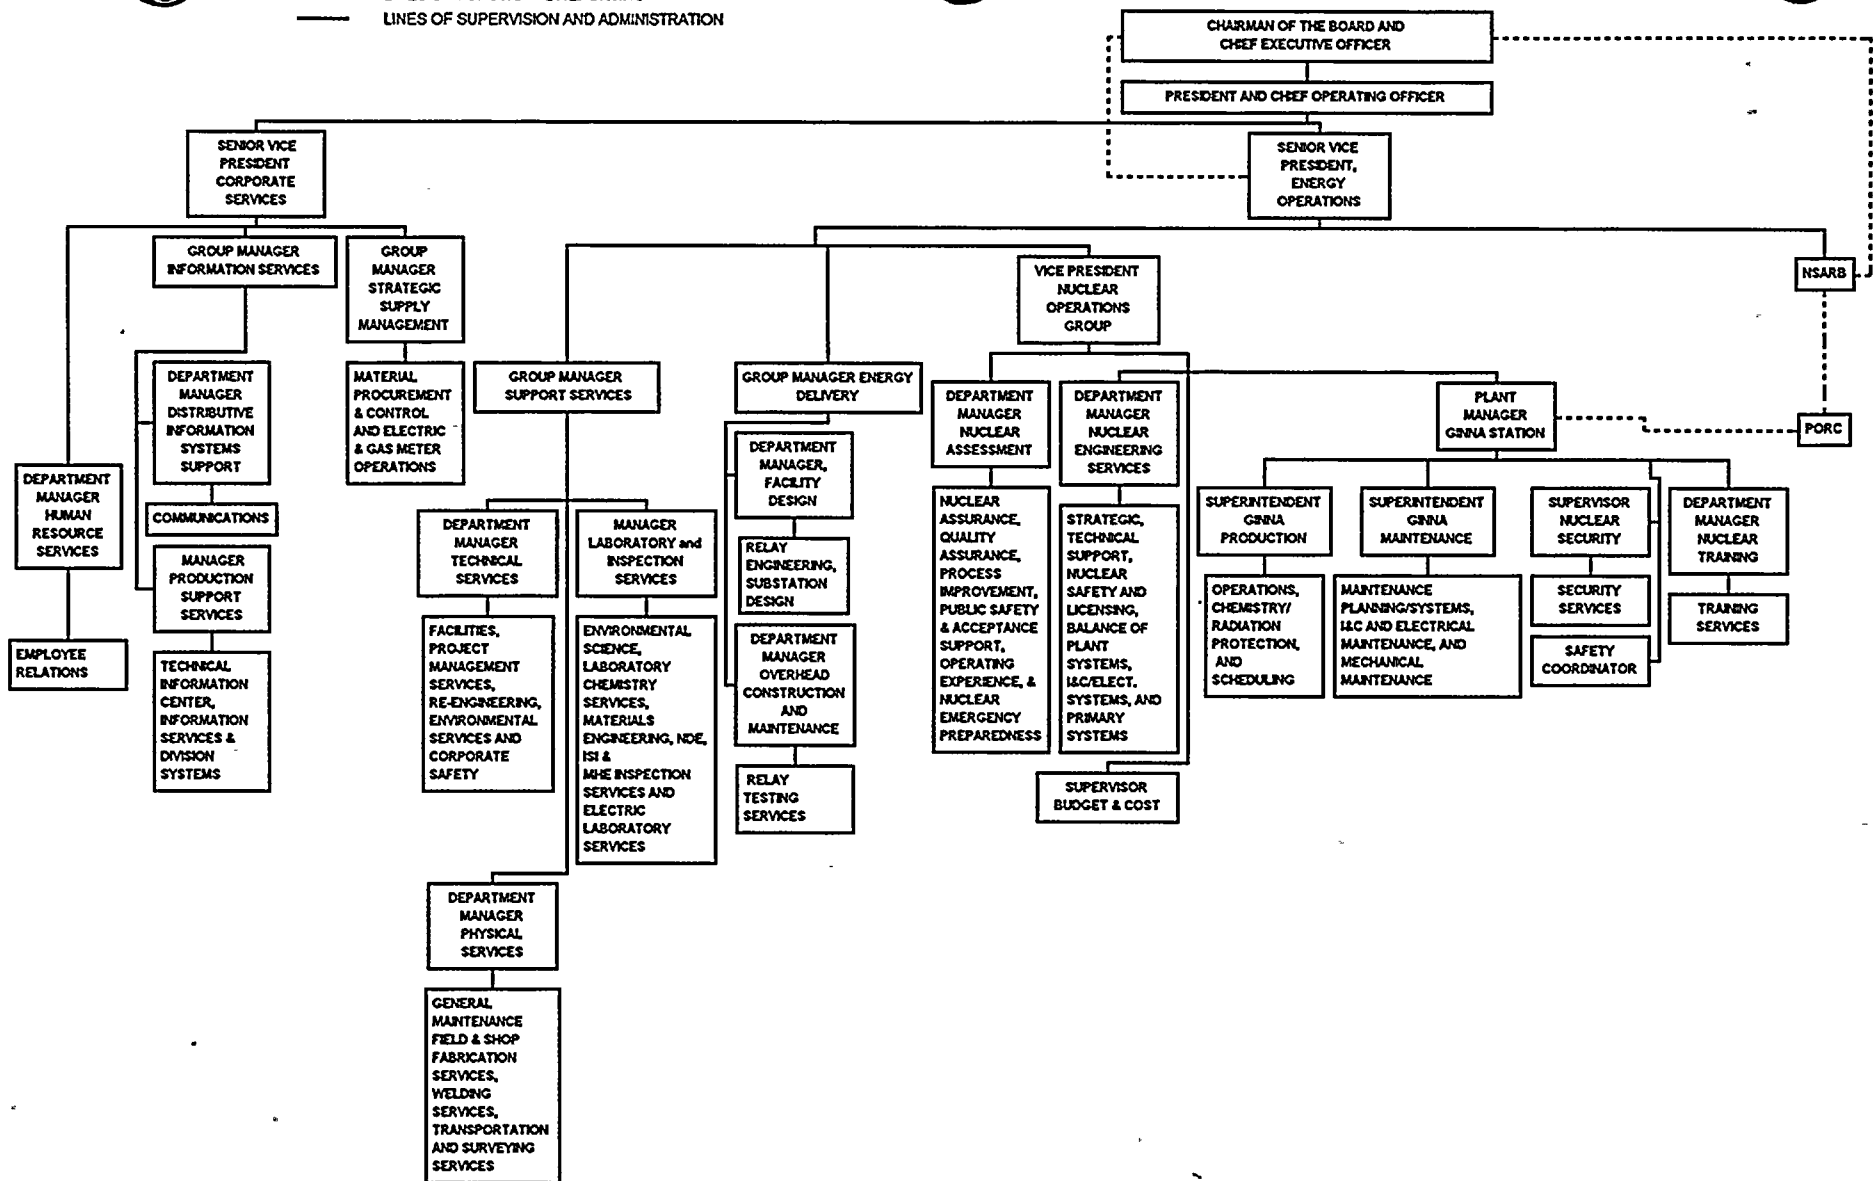 LINES OF SUPERVISION AND ADMINISTRATION
CHAIRMAN OF THE BOARD AND
CHIEF EXECUTIVE OFFICER
PRESIDENT AND CHIEF OPERATING OFFICER
SENIOR VICE
PRESIDENT
CORPORATE
SERVICES
SENIOR VICE
PRESIDENT,
ENERGY
OPERATIONS
GROUP MANAGER
INFORMATION SERVICES
GROUP
MANAGER
STRATEGIC
SUPPLY
MANAGEMENT
VICE PRESIDENT
NUCLEAR
OPERATIONS
GROUP
NSARB
DEPARTMENT
MANAGER
DISTRIBUTIVE
INFORMATION
SYSTEMS
SUPPORT
MATERIAL
PROCUREMENT
& CONTROL
AND ELECTRIC
& GAS METER
OPERATIONS
GROUP MANAGER
SUPPORT SERVICES
GROUP MANAGER ENERGY
DELIVERY
DEPARTMENT
MANAGER
NUCLEAR
ASSESSMENT
DEPARTMENT
MANAGER
NUCLEAR
ENGINEERING
SERVICES
PLANT
MANAGER
GINNA STATION
PORC
DEPARTMENT
MANAGER
HUMAN
RESOURCE
SERVICES
COMMUNICATIONS
MANAGER
PRODUCTION
SUPPORT
SERVICES
EMPLOYEE
RELATIONS
TECHNICAL
INFORMATION
CENTER,
INFORMATION
SERVICES &
DIVISION
SYSTEMS
DEPARTMENT
MANAGER
TECHNICAL
SERVICES
MANAGER
LABORATORY and
INSPECTION
SERVICES
DEPARTMENT
MANAGER,
FACILITY
DESIGN
RELAY
ENGINEERING,
SUBSTATION
DESIGN
DEPARTMENT
MANAGER
OVERHEAD
CONSTRUCTION
AND
MAINTENANCE
RELAY
TESTING
SERVICES
FACILITIES,
PROJECT
MANAGEMENT
SERVICES,
RE-ENGINEERING,
ENVIRONMENTAL
SERVICES AND
CORPORATE
SAFETY
ENVIRONMENTAL
SCIENCE,
LABORATORY
CHEMISTRY
SERVICES,
MATERIALS
ENGINEERING, NDE,
ISI &
MHE INSPECTION
SERVICES AND
ELECTRIC
LABORATORY
SERVICES
NUCLEAR
ASSURANCE,
QUALITY
ASSURANCE,
PROCESS
IMPROVEMENT,
PUBLIC SAFETY
& ACCEPTANCE
SUPPORT,
OPERATING
EXPERIENCE, &
NUCLEAR
EMERGENCY
PREPAREDNESS
STRATEGIC,
TECHNICAL
SUPPORT,
NUCLEAR
SAFETY AND
LICENSING,
BALANCE OF
PLANT
SYSTEMS,
I&C/ELECT.
SYSTEMS, AND
PRIMARY
SYSTEMS
SUPERVISOR
BUDGET & COST
SUPERINTENDENT
GINNA
PRODUCTION
SUPERINTENDENT
GINNA
MAINTENANCE
SUPERVISOR
NUCLEAR
SECURITY
DEPARTMENT
MANAGER
NUCLEAR
TRAINING
OPERATIONS,
CHEMISTRY/
RADIATION
PROTECTION,
AND
SCHEDULING
MAINTENANCE
PLANNING/SYSTEMS,
I&C AND ELECTRICAL
MAINTENANCE, AND
MECHANICAL
MAINTENANCE
SECURITY
SERVICES
SAFETY
COORDINATOR
TRAINING
SERVICES
DEPARTMENT
MANAGER
PHYSICAL
SERVICES
GENERAL
MAINTENANCE
FIELD & SHOP
FABRICATION
SERVICES,
WELDING
SERVICES,
TRANSPORTATION
AND SURVEYING
SERVICES